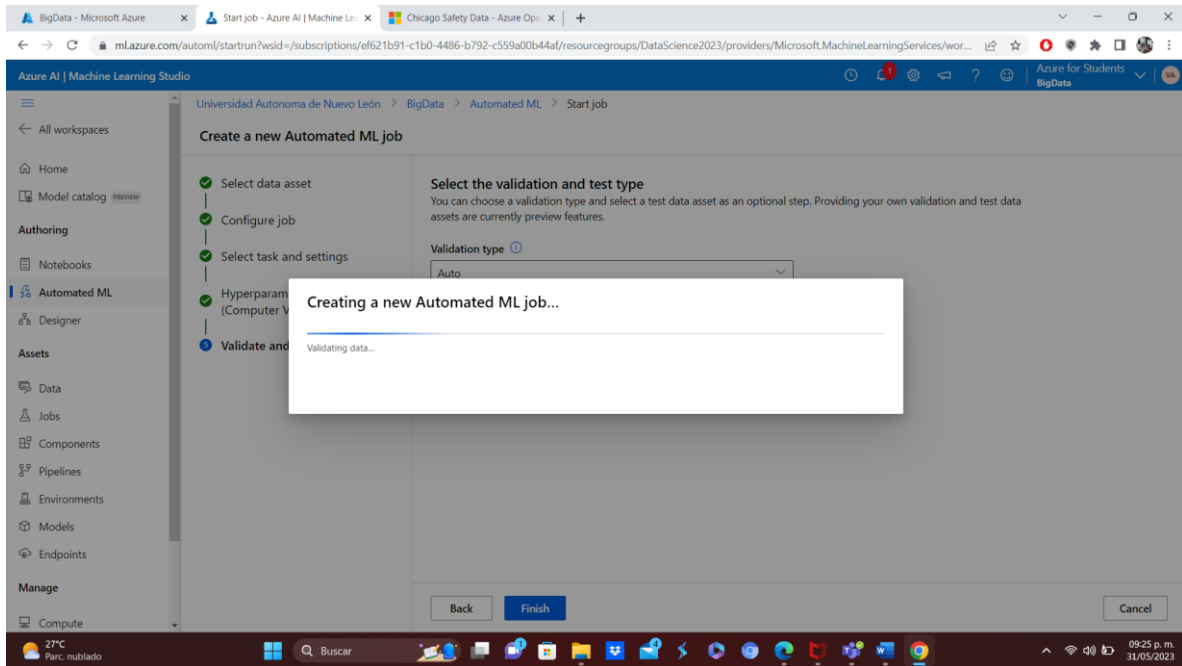 BigData - Microsoft Azure
Start job - Azure AI | Machine Le
Chicago Safety Data - Azure Ope
ml.azure.com/automl/startrun?wsid=/subscriptions/ef621b91-c1b0-4486-b792-c559a00b44af/resourcegroups/DataScience2023/providers/Microsoft.MachineLearningServices/wor...
Azure AI | Machine Learning Studio
1
Azure for Students
BigData
VA
All workspaces
Home
Model catalog PREVIEW
Authoring
Notebooks
Automated ML
Designer
Assets
Data
Jobs
Components
Pipelines
Environments
Models
Endpoints
Manage
Compute
Universidad Autonoma de Nuevo León > BigData > Automated ML > Start job
Create a new Automated ML job
Select data asset
Configure job
Select task and settings
Hyperparam
(Computer V
5 Validate and
Select the validation and test type
You can choose a validation type and select a test data asset as an optional step. Providing your own validation and test data
assets are currently preview features.
Validation type
Auto
Creating a new Automated ML job...
Validating data...
Back
Finish
Cancel
27°C
Parc. nublado
Buscar
09:25 p. m.
31/05/2023